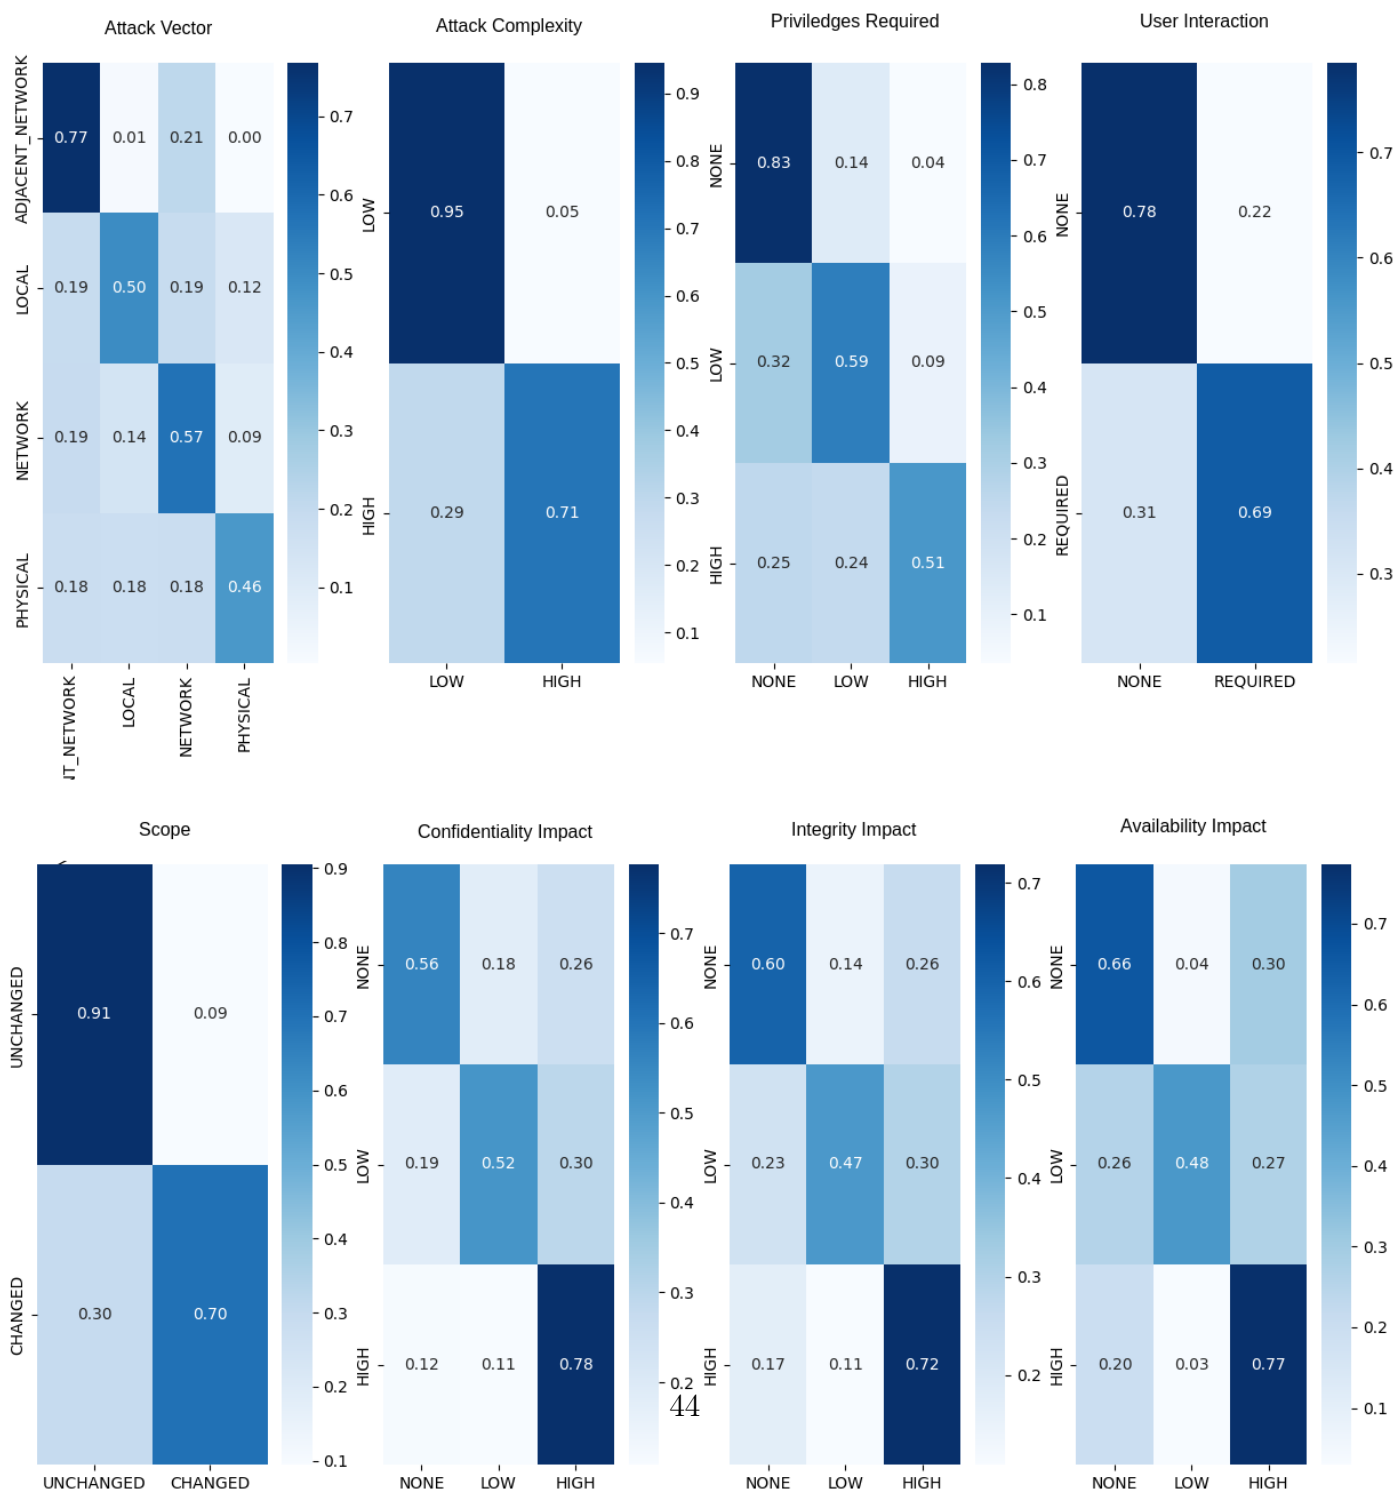 Attack Vector
ADJACENT_NETWORK
LOCAL
NETWORK
PHYSICAL
0.77 0.01 0.21 0.00
0.19 0.50 0.19 0.12
0.19 0.14 0.57 0.09
0.18 0.18 0.18 0.46
0.7
0.6
0.5
0.4
0.3
0.2
0.1
NT_NETWORK
LOCAL
NETWORK
PHYSICAL
Attack Complexity
LOW
HIGH
0.95 0.05
0.29 0.71
0.9
0.8
0.7
0.6
0.5
0.4
0.3
0.2
0.1
LOW HIGH
Priviledges Required
NONE
LOW
HIGH
0.83 0.14 0.04
0.32 0.59 0.09
0.25 0.24 0.51
0.8
0.7
0.6
0.5
0.4
0.3
0.2
0.1
NONE LOW HIGH
User Interaction
NONE
REQUIRED
0.78 0.22
0.31 0.69
0.7
0.6
0.5
0.4
0.3
NONE REQUIRED
Scope
UNCHANGED
CHANGED
0.91 0.09
0.30 0.70
0.9
0.8
0.7
0.6
0.5
0.4
0.3
0.2
0.1
UNCHANGED CHANGED
Confidentiality Impact
NONE
LOW
HIGH
0.56 0.18 0.26
0.19 0.52 0.30
0.12 0.11 0.78
0.7
0.6
0.5
0.4
0.3
0.2
NONE LOW HIGH
Integrity Impact
NONE
LOW
HIGH
0.60 0.14 0.26
0.23 0.47 0.30
0.17 0.11 0.72
0.7
0.6
0.5
0.4
0.3
0.2
NONE LOW HIGH
Availability Impact
NONE
LOW
HIGH
0.66 0.04 0.30
0.26 0.48 0.27
0.20 0.03 0.77
0.7
0.6
0.5
0.4
0.3
0.2
0.1
NONE LOW HIGH
44